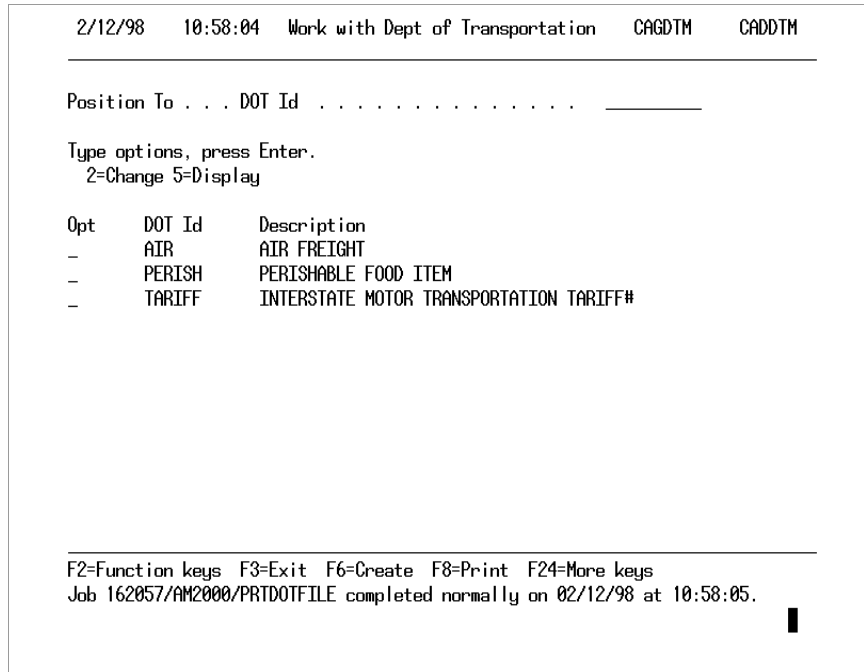 2/12/98 10:58:04 Work with Dept of Transportation CAGDTM CADDTM
Position To . . . DOT Id . . . . . . . . . . . . . . __________
Type options, press Enter.
2=Change 5=Display
Opt DOT Id Description
_ AIR AIR FREIGHT
_ PERISH PERISHABLE FOOD ITEM
_ TARIFF INTERSTATE MOTOR TRANSPORTATION TARIFF#
F2=Function keys F3=Exit F6=Create F8=Print F24=More keys
Job 162057/AM2000/PRTDOTFILE completed normally on 02/12/98 at 10:58:05.